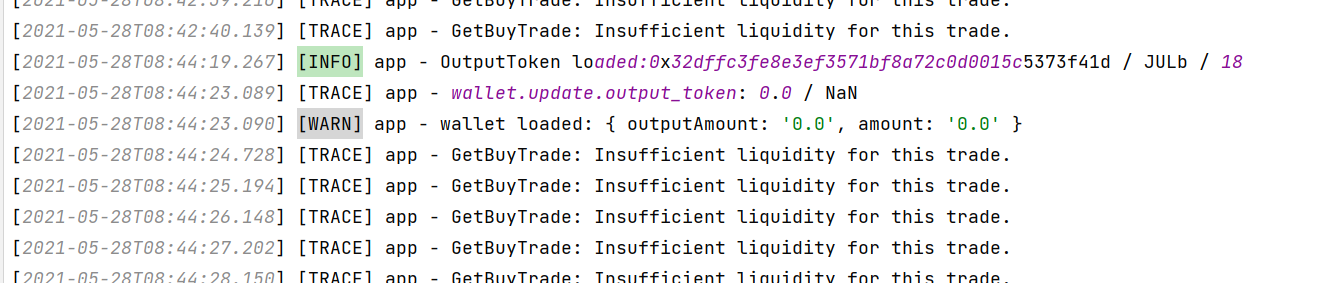 [2021-05-28T08:42:39.210] [TRACE] app - GetBuyTrade: Insufficient liquidity for this trade.
[2021-05-28T08:42:40.139] [TRACE] app - GetBuyTrade: Insufficient liquidity for this trade.
[2021-05-28T08:44:19.267] [INFO] app - OutputToken loaded:0x32dffc3fe8e3ef3571bf8a72c0d0015c5373f41d / JULb / 18
[2021-05-28T08:44:23.089] [TRACE] app - wallet.update.output_token: 0.0 / NaN
[2021-05-28T08:44:23.090] [WARN] app - wallet loaded: { outputAmount: '0.0', amount: '0.0' }
[2021-05-28T08:44:24.728] [TRACE] app - GetBuyTrade: Insufficient liquidity for this trade.
[2021-05-28T08:44:25.194] [TRACE] app - GetBuyTrade: Insufficient liquidity for this trade.
[2021-05-28T08:44:26.148] [TRACE] app - GetBuyTrade: Insufficient liquidity for this trade.
[2021-05-28T08:44:27.202] [TRACE] app - GetBuyTrade: Insufficient liquidity for this trade.
[2021-05-28T08:44:28.150] [TRACE] app - GetBuyTrade: Insufficient liquidity for this trade.